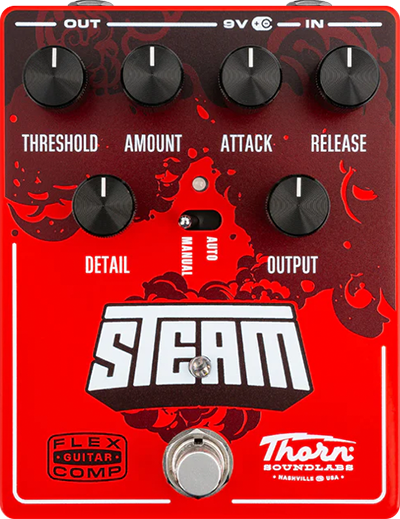 OUT 9V IN
THRESHOLD AMOUNT ATTACK RELEASE
AUTO
MANUAL
DETAIL OUTPUT
STEAM
FLEX
GUITAR
COMP
Thorn
SOUNDLABS
NASHVILLE USA